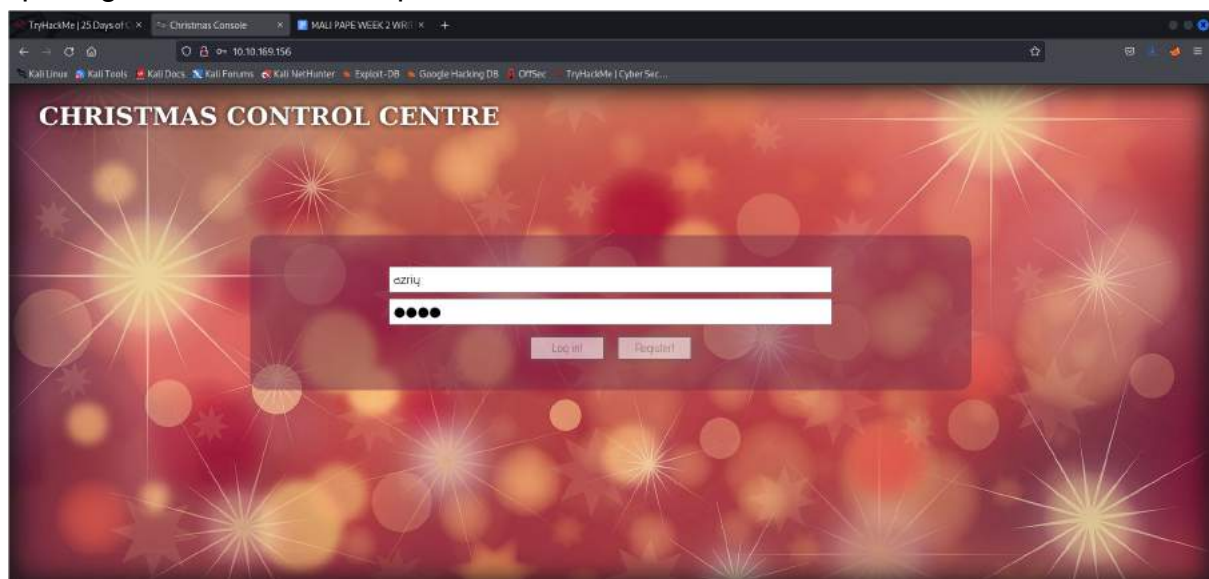 TryHackMe | 25 Days of C
Christmas Console
MALI PAPE WEEK 2 WRIT
10.10.169.156
Kali Linux Kali Tools Kali Docs Kali Forums Kali NetHunter Exploit-DB Google Hacking DB OffSec TryHackMe | Cyber Sec...
CHRISTMAS CONTROL CENTRE
azriy
Log in! Register!